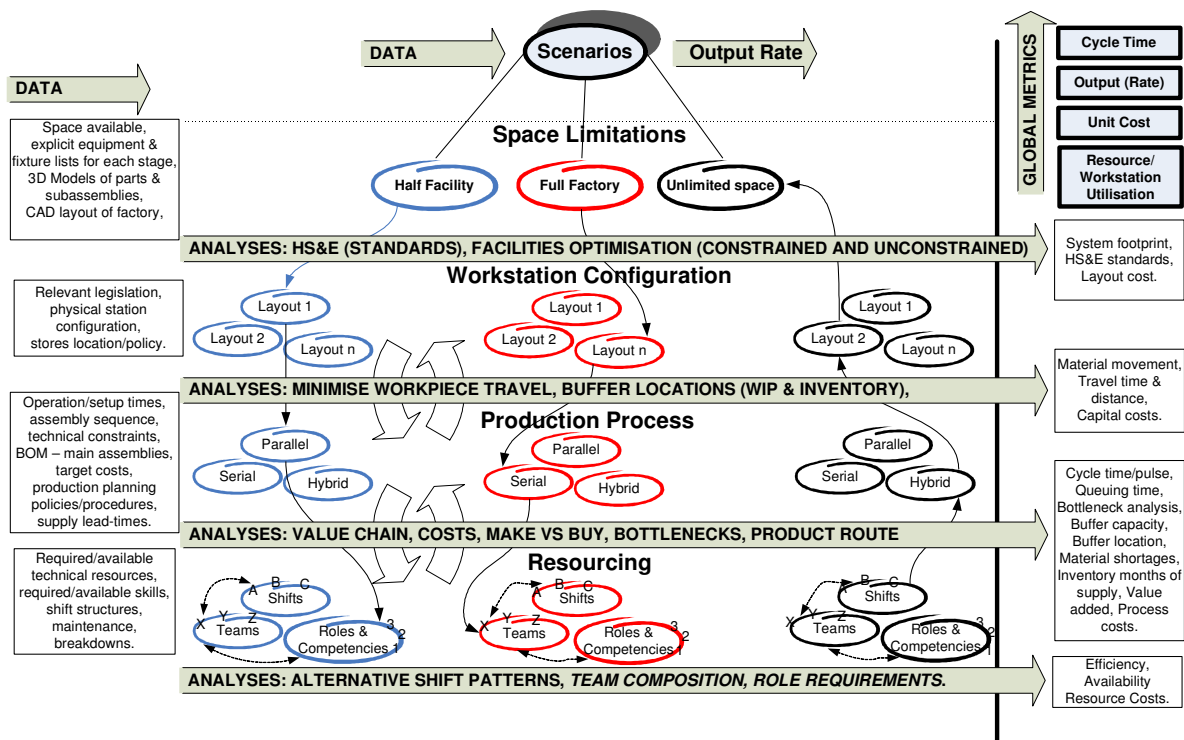 DATA
Scenarios
Output Rate
GLOBAL METRICS
Cycle Time
Output (Rate)
Unit Cost
Resource/
Workstation
Utilisation
DATA
Space available,
explicit equipment &
fixture lists for each stage,
3D Models of parts &
subassemblies,
CAD layout of factory,
Space Limitations
Half Facility
Full Factory
Unlimited space
ANALYSES: HS&E (STANDARDS), FACILITIES OPTIMISATION (CONSTRAINED AND UNCONSTRAINED)
System footprint,
HS&E standards,
Layout cost.
Workstation Configuration
Relevant legislation,
physical station
configuration,
stores location/policy.
Layout 1
Layout 2
Layout n
Layout 1
Layout 2
Layout n
Layout 1
Layout 2
Layout n
ANALYSES: MINIMISE WORKPIECE TRAVEL, BUFFER LOCATIONS (WIP & INVENTORY),
Material movement,
Travel time &
distance,
Capital costs.
Production Process
Operation/setup times,
assembly sequence,
technical constraints,
BOM – main assemblies,
target costs,
production planning
policies/procedures,
supply lead-times.
Parallel
Serial
Hybrid
Parallel
Serial
Hybrid
Parallel
Serial
Hybrid
ANALYSES: VALUE CHAIN, COSTS, MAKE VS BUY, BOTTLENECKS, PRODUCT ROUTE
Cycle time/pulse,
Queuing time,
Bottleneck analysis,
Buffer capacity,
Buffer location,
Material shortages,
Inventory months of
supply, Value
added, Process
costs.
Resourcing
Required/available
technical resources,
required/available skills,
shift structures,
maintenance,
breakdowns.
A B C
Shifts
X Y Z
Teams
Roles &
Competencies
1 2 3
A B C
Shifts
X Y Z
Teams
Roles &
Competencies
1 2 3
A B C
Shifts
X Y Z
Teams
Roles &
Competencies
1 2 3
ANALYSES: ALTERNATIVE SHIFT PATTERNS, TEAM COMPOSITION, ROLE REQUIREMENTS.
Efficiency,
Availability
Resource Costs.